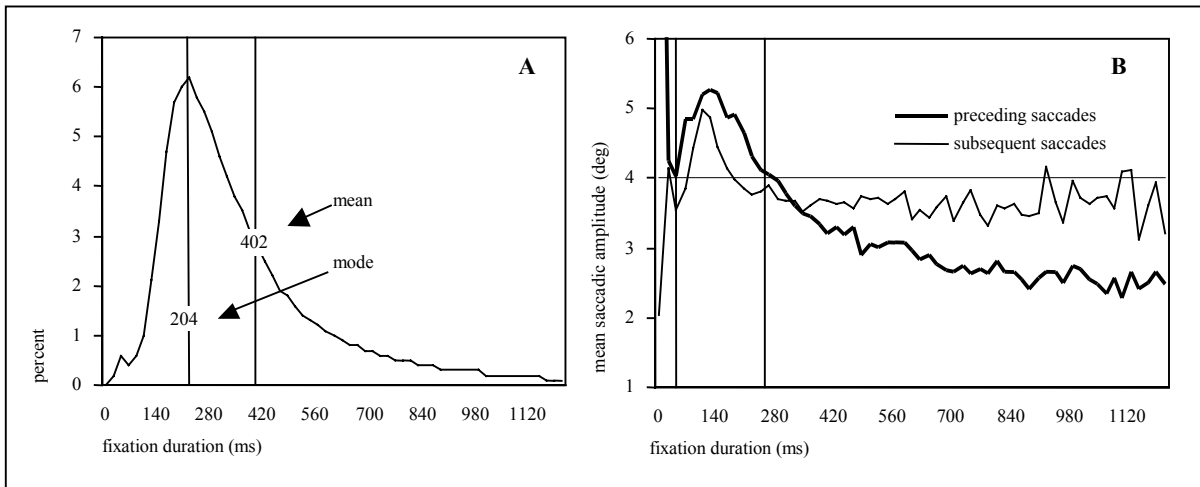 A
7
6
5
4
3
2
1
0
percent
mean
402
mode
204
0 140 280 420 560 700 840 980 1120
fixation duration (ms)
B
6
5
4
3
2
1
mean saccadic amplitude (deg)
preceding saccades
subsequent saccades
0 140 280 420 560 700 840 980 1120
fixation duration (ms)